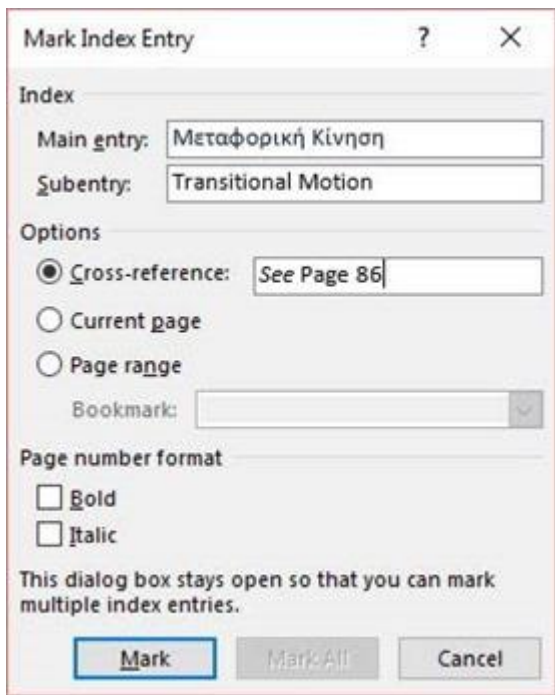 Mark Index Entry ? ×
Index
Main entry: Μεταφορική Κίνηση
Subentry: Transitional Motion
Options
Cross-reference: See Page 86
Current page
Page range
Bookmark:
Page number format
Bold
Italic
This dialog box stays open so that you can mark
multiple index entries.
Mark Mark All Cancel